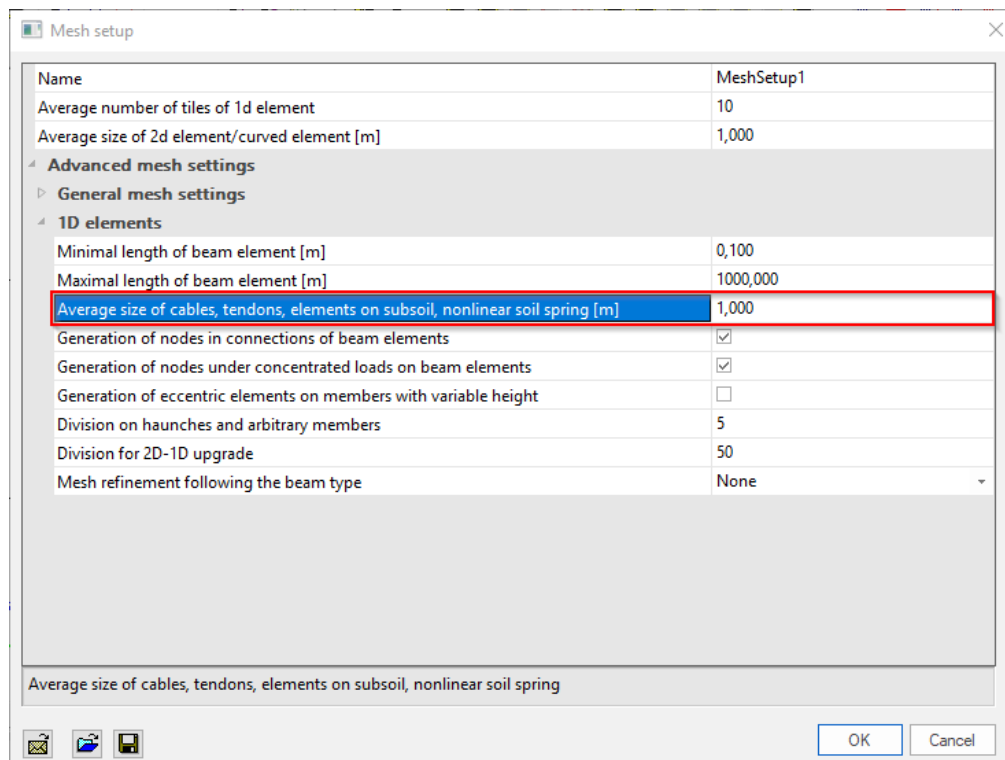 Mesh setup
Name MeshSetup1
Average number of tiles of 1d element 10
Average size of 2d element/curved element [m] 1,000
Advanced mesh settings
General mesh settings
1D elements
Minimal length of beam element [m] 0,100
Maximal length of beam element [m] 1000,000
Average size of cables, tendons, elements on subsoil, nonlinear soil spring [m] 1,000
Generation of nodes in connections of beam elements
Generation of nodes under concentrated loads on beam elements
Generation of eccentric elements on members with variable height
Division on haunches and arbitrary members 5
Division for 2D-1D upgrade 50
Mesh refinement following the beam type None
Average size of cables, tendons, elements on subsoil, nonlinear soil spring
OK Cancel